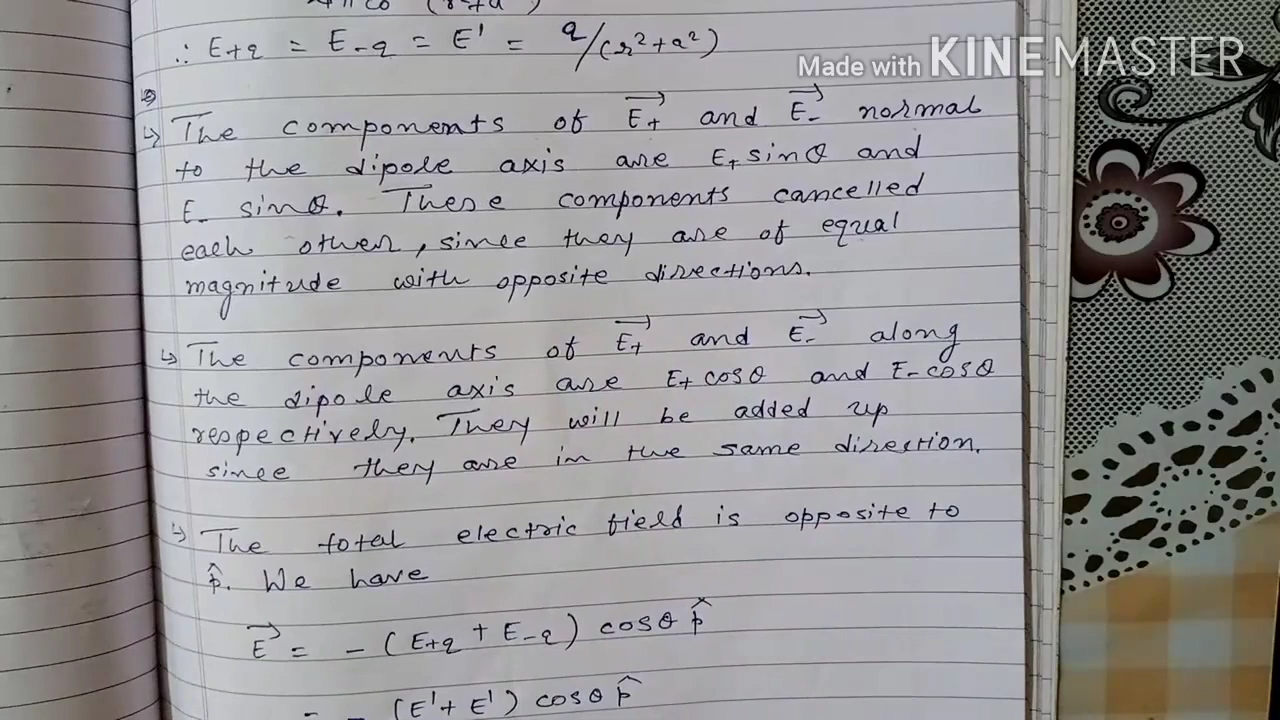 Made with KINEMASTER
∴ E+q = E-q = E' = q/(r²+a²)
↳ The components of E₊→ and E₋→ normal
to the dipole axis are E₊ sinθ and
E₋ sinθ. These components cancelled
each other, since they are of equal
magnitude with opposite directions.
↳ The components of E₊→ and E₋→ along
the dipole axis are E₊ cosθ and E₋ cosθ
respectively. They will be added up
since they are in the same direction.
↳ The total electric field is opposite to
p̂. We have
E→ = - (E+q + E-q) cosθ p̂
= - (E' + E') cosθ p̂